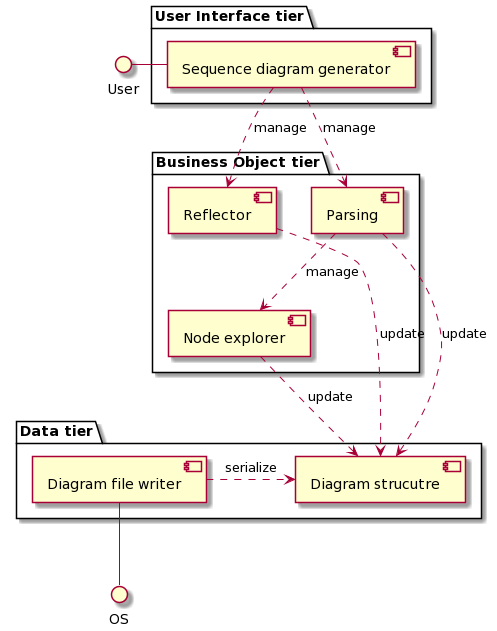 User Interface tier
Sequence diagram generator
User
manage
manage
Business Object tier
Reflector
Parsing
manage
Node explorer
update
update
update
Data tier
Diagram file writer
serialize
Diagram strucutre
OS